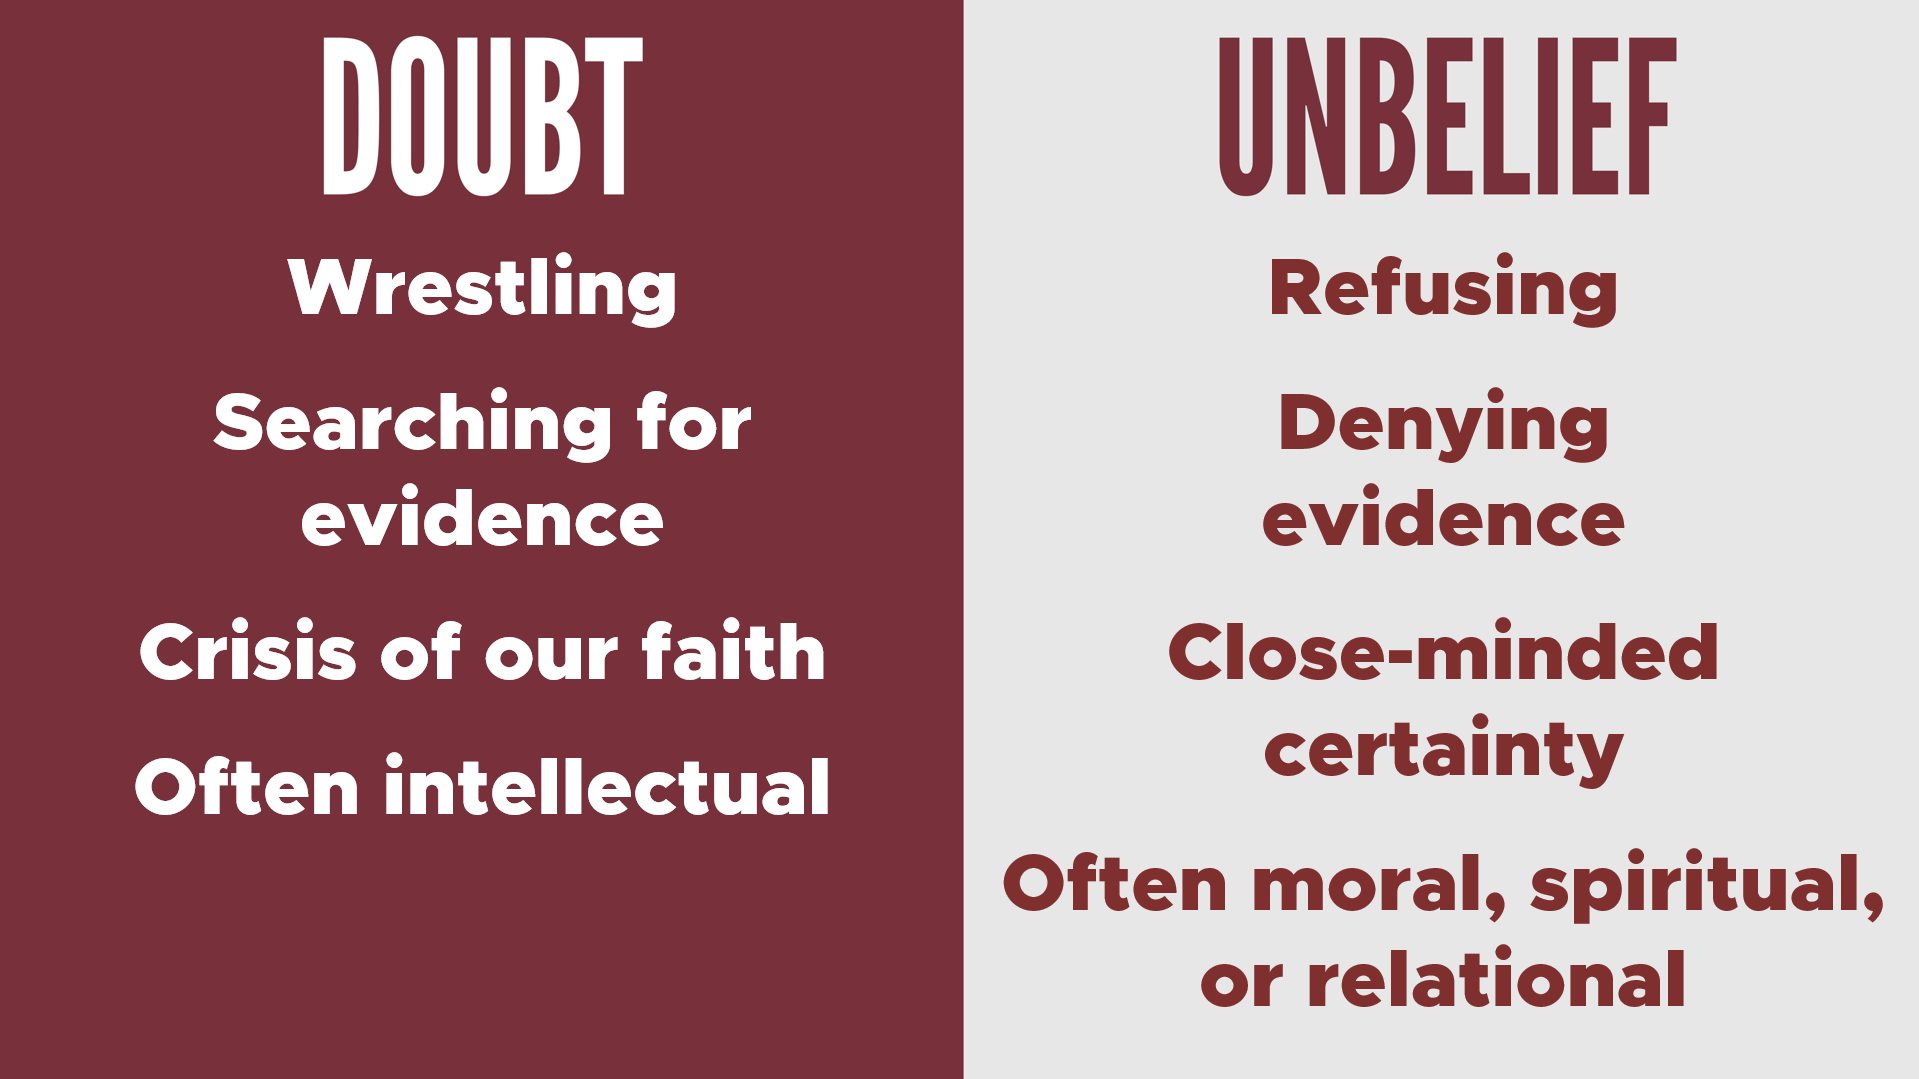 DOUBT
Wrestling
Searching for
evidence
Crisis of our faith
Often intellectual
UNBELIEF
Refusing
Denying
evidence
Close-minded
certainty
Often moral, spiritual,
or relational